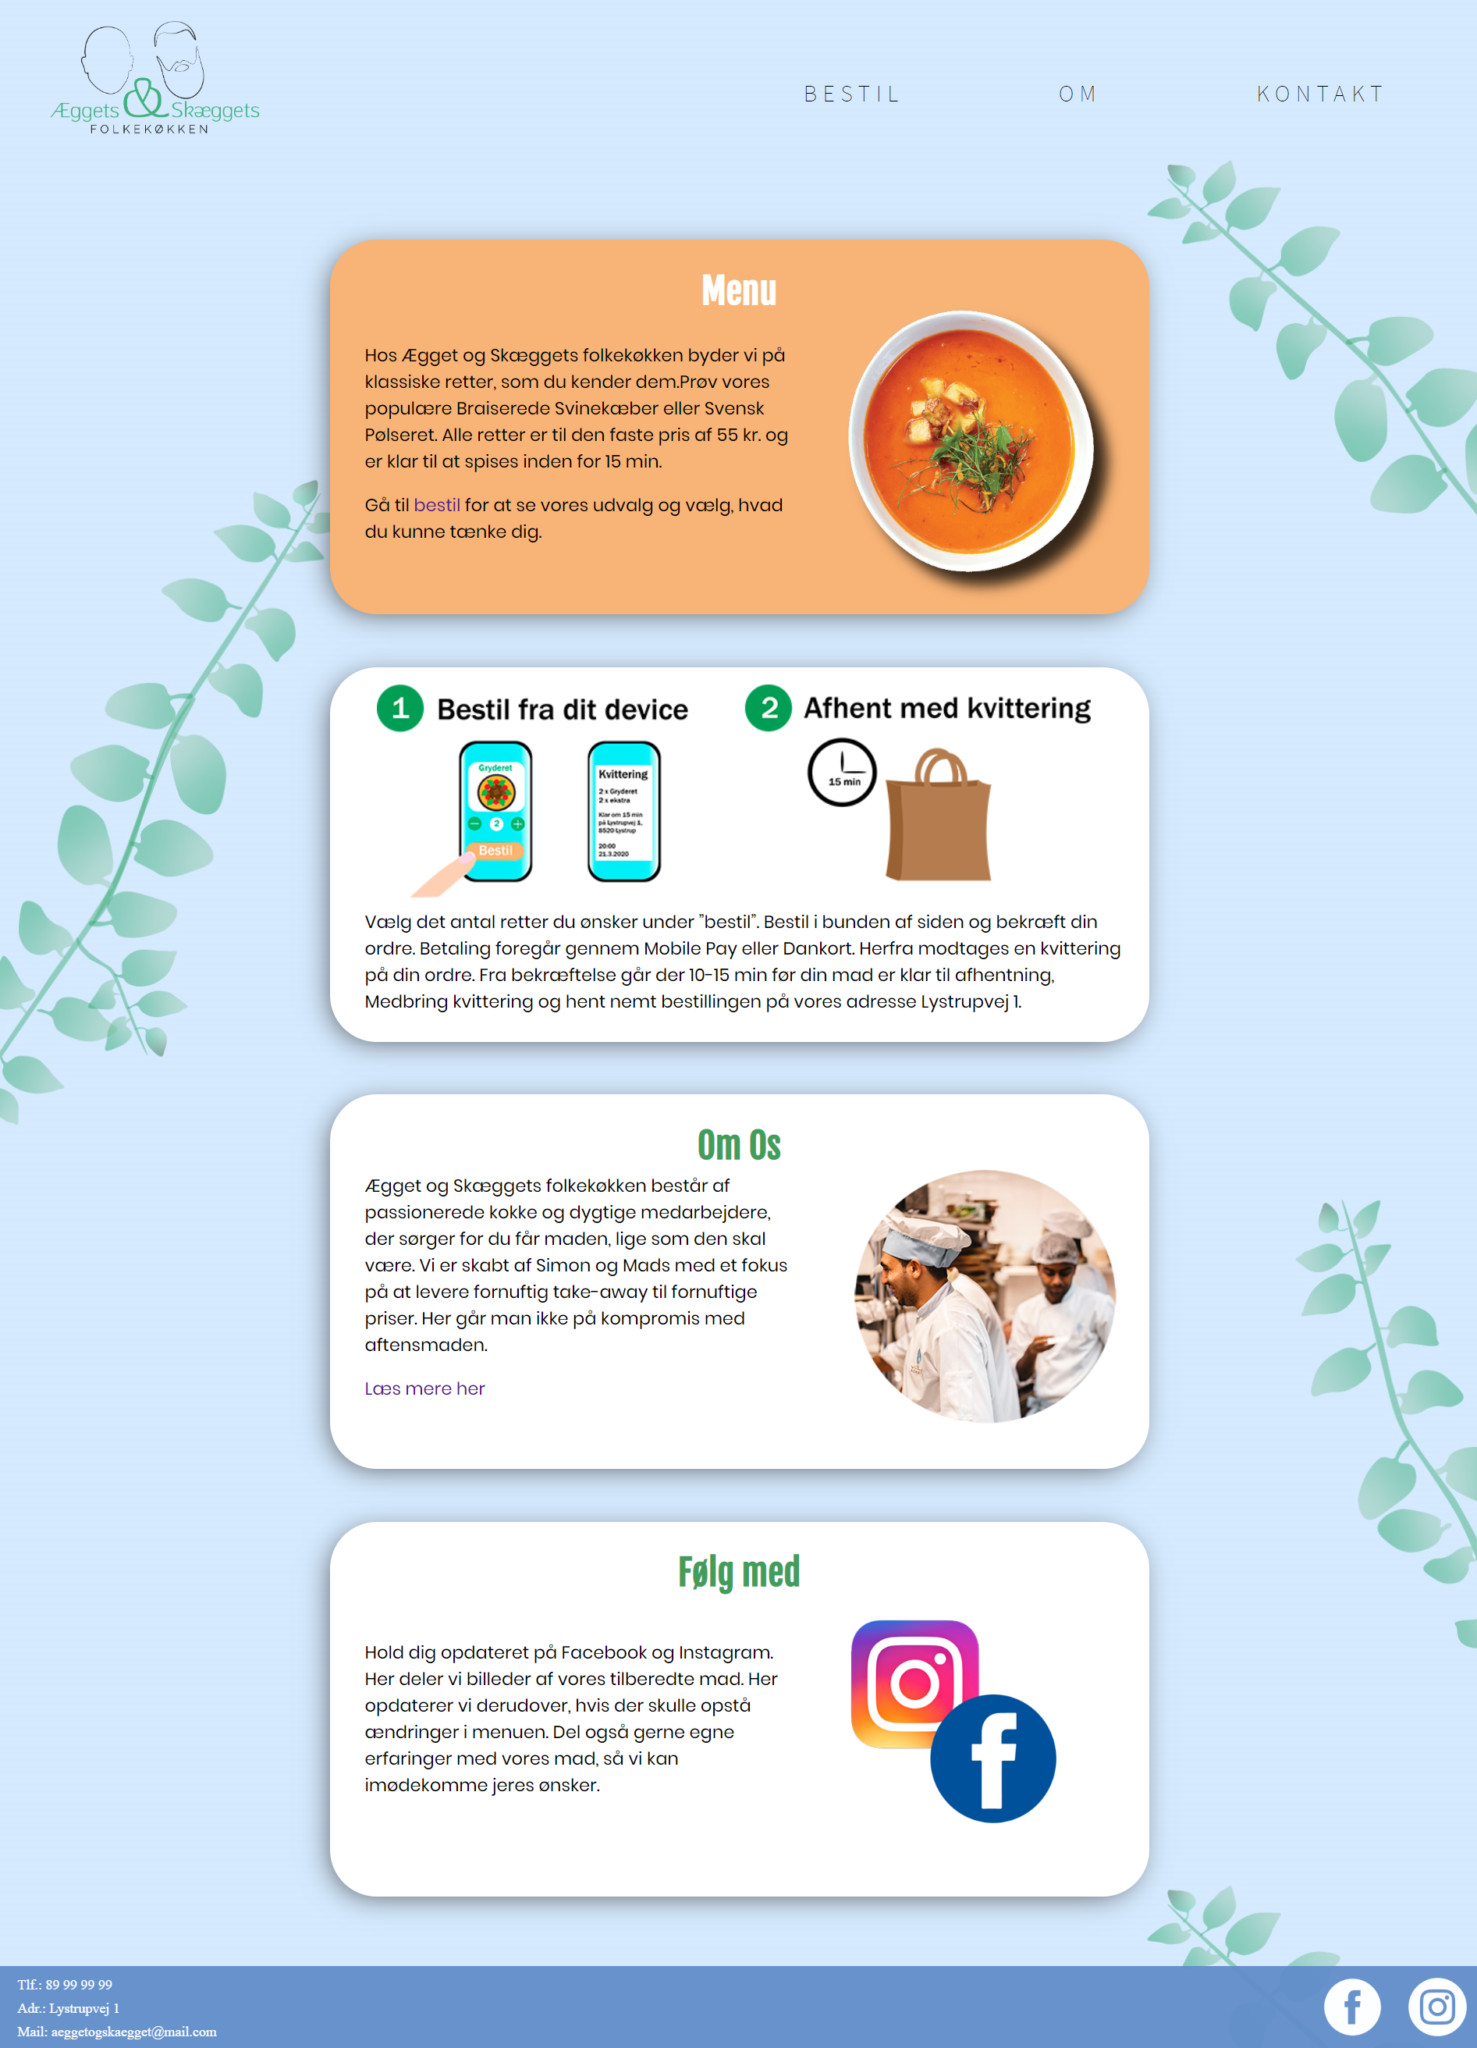 Æggets & Skæggets
FOLKEKØKKEN
BESTIL
OM
KONTAKT
Menu
Hos Ægget og Skæggets folkekøkken byder vi på
klassiske retter, som du kender dem.Prøv vores
populære Braiserede Svinekæber eller Svensk
Pølseret. Alle retter er til den faste pris af 55 kr. og
er klar til at spises inden for 15 min.
Gå til bestil for at se vores udvalg og vælg, hvad
du kunne tænke dig.
1 Bestil fra dit device
Gryderet
2
Bestil
Kvittering
2 x Gryderet
2 x ekstra
Klar om 15 min
på Lystrupvej 1,
8520 Lystrup
20:00
21.3.2020
2 Afhent med kvittering
15 min
Vælg det antal retter du ønsker under ”bestil”. Bestil i bunden af siden og bekræft din
ordre. Betaling foregår gennem Mobile Pay eller Dankort. Herfra modtages en kvittering
på din ordre. Fra bekræftelse går der 10-15 min før din mad er klar til afhentning,
Medbring kvittering og hent nemt bestillingen på vores adresse Lystrupvej 1.
Om Os
Ægget og Skæggets folkekøkken består af
passionerede kokke og dygtige medarbejdere,
der sørger for du får maden, lige som den skal
være. Vi er skabt af Simon og Mads med et fokus
på at levere fornuftig take-away til fornuftige
priser. Her går man ikke på kompromis med
aftensmaden.
Læs mere her
Følg med
Hold dig opdateret på Facebook og Instagram.
Her deler vi billeder af vores tilberedte mad. Her
opdaterer vi derudover, hvis der skulle opstå
ændringer i menuen. Del også gerne egne
erfaringer med vores mad, så vi kan
imødekomme jeres ønsker.
Tlf.: 89 99 99 99
Adr.: Lystrupvej 1
Mail: aeggetogskaegget@mail.com